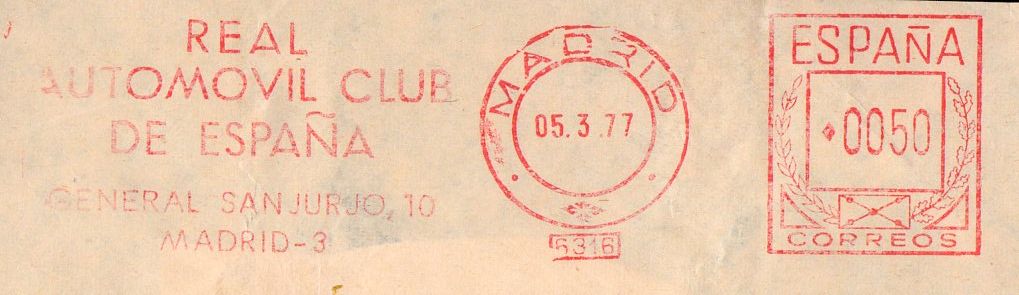 REAL
AUTOMOVIL CLUB
DE ESPAÑA
GENERAL SANJURJO, 10
MADRID-3
MADRID
05.3.77
6316
ESPAÑA
0050
CORREOS